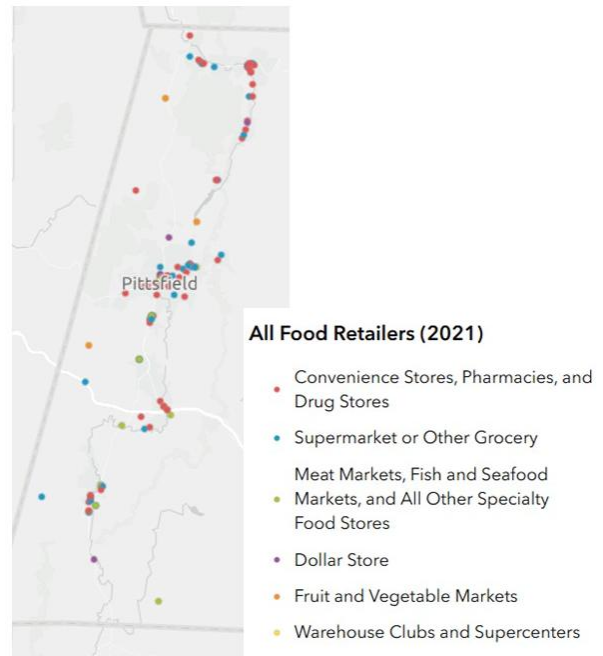 Pittsfield
All Food Retailers (2021)
Convenience Stores, Pharmacies, and
Drug Stores
Supermarket or Other Grocery
Meat Markets, Fish and Seafood
Markets, and All Other Specialty
Food Stores
Dollar Store
Fruit and Vegetable Markets
Warehouse Clubs and Supercenters